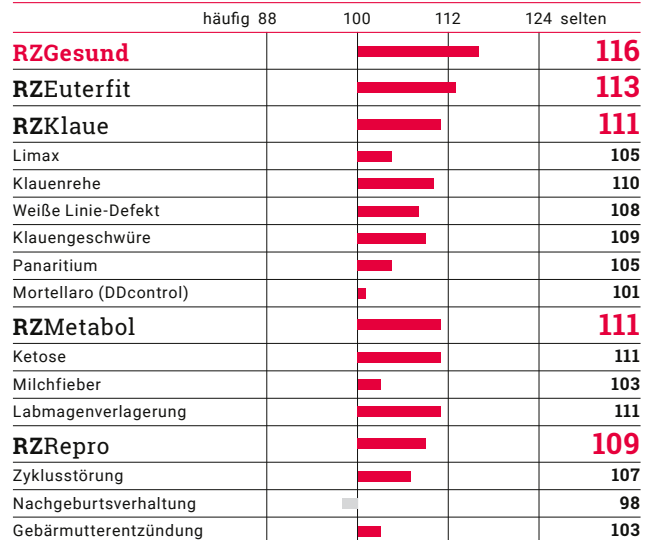 häufig 88 100 112 124 selten
RZGesund 116
RZEuterfit 113
RZKlaue 111
Limax 105
Klauenrehe 110
Weiße Linie-Defekt 108
Klauengeschwüre 109
Panaritium 105
Mortellaro (DDcontrol) 101
RZMetabol 111
Ketose 111
Milchfieber 103
Labmagenverlagerung 111
RZRepro 109
Zyklusstörung 107
Nachgeburtsverhaltung 98
Gebärmutterentzündung 103